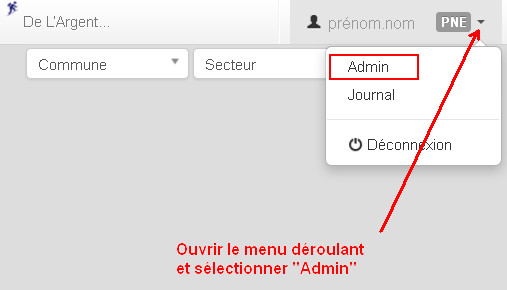 De L'Argent...
prénom.nom PNE
Commune Secteur
Admin
Journal
Déconnexion
Ouvrir le menu déroulant
et sélectionner "Admin"